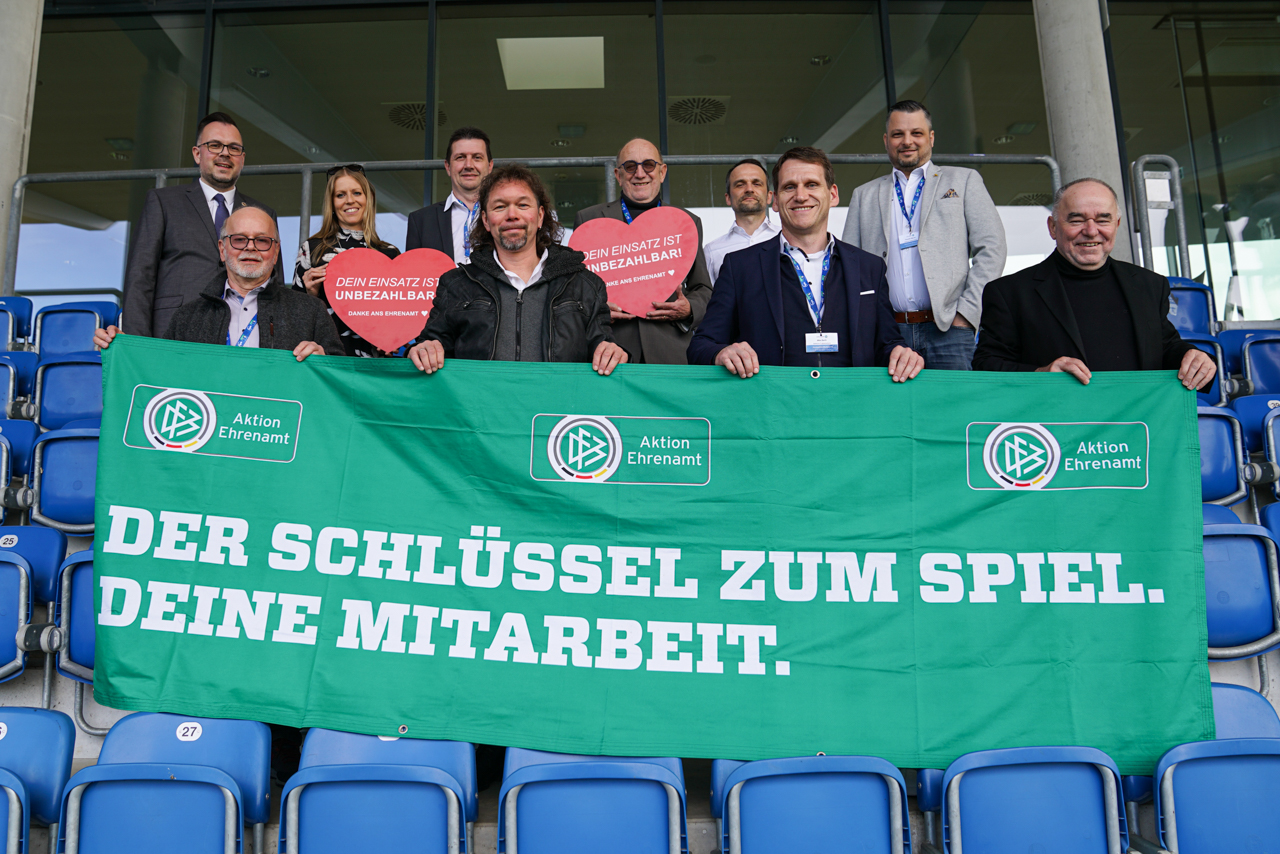 DEIN EINSATZ IST
UNBEZAHLBAR!
DANKE ANS EHRENAMT
DEIN EINSATZ IST
UNBEZAHLBAR!
DANKE ANS EHRENAMT
DFB
Aktion
Ehrenamt
DFB
Aktion
Ehrenamt
DFB
Aktion
Ehrenamt
DER SCHLÜSSEL ZUM SPIEL.
DEINE MITARBEIT.
25
27